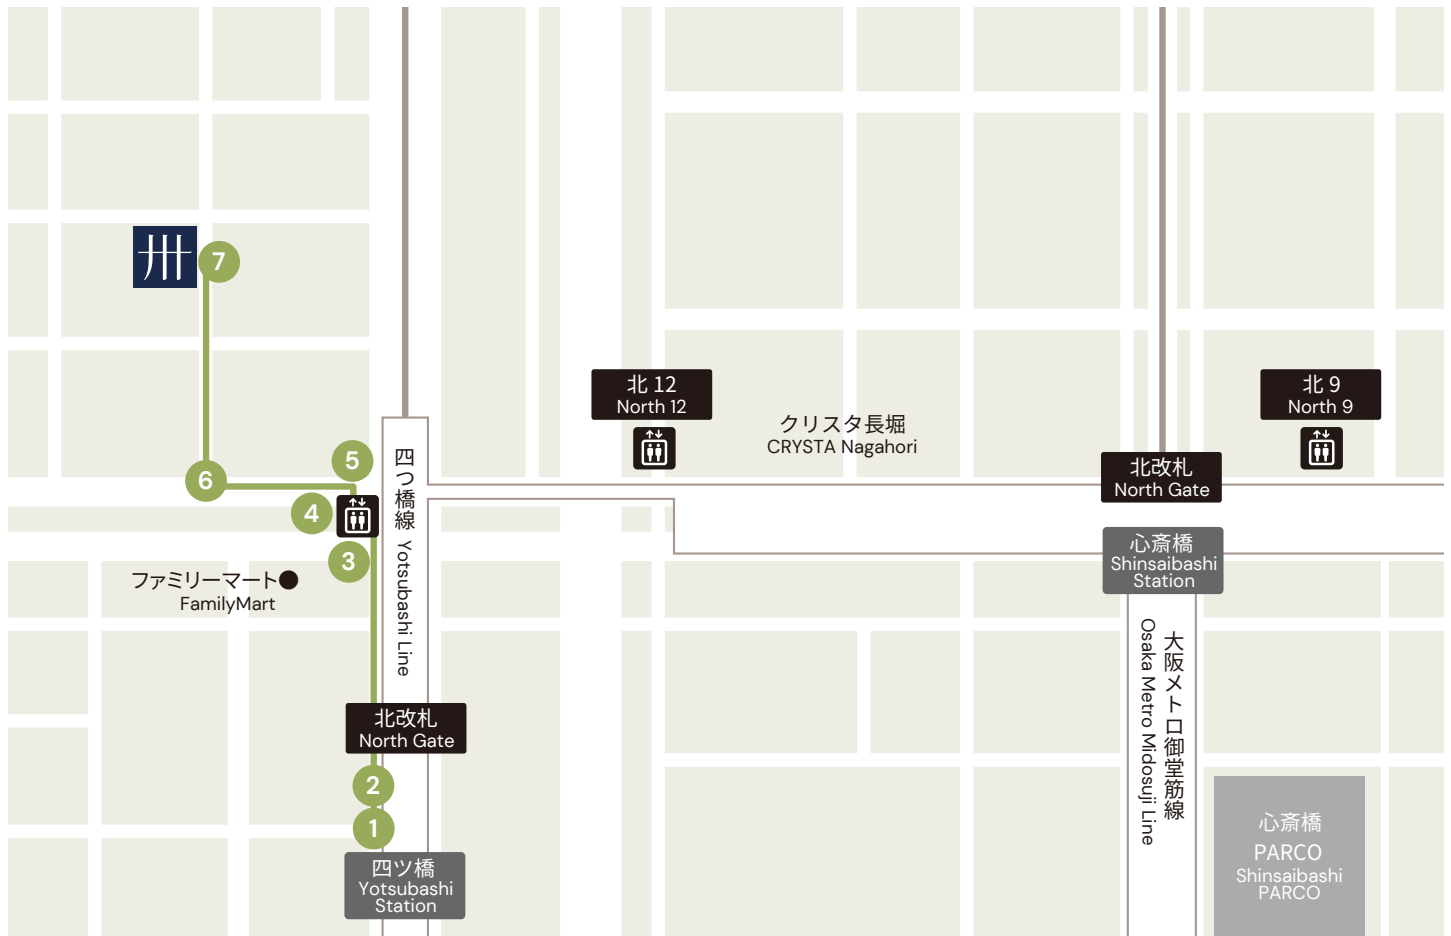 卅
7
6
5
4
3
ファミリーマート
FamilyMart
四つ橋線 Yotsubashi Line
北改札
North Gate
2
1
四ツ橋
Yotsubashi
Station
北 12
North 12
クリスタ長堀
CRYSTA Nagahori
北 9
North 9
北改札
North Gate
心斎橋
Shinsaibashi
Station
大阪メトロ御堂筋線
Osaka Metro Midosuji Line
心斎橋
PARCO
Shinsaibashi
PARCO